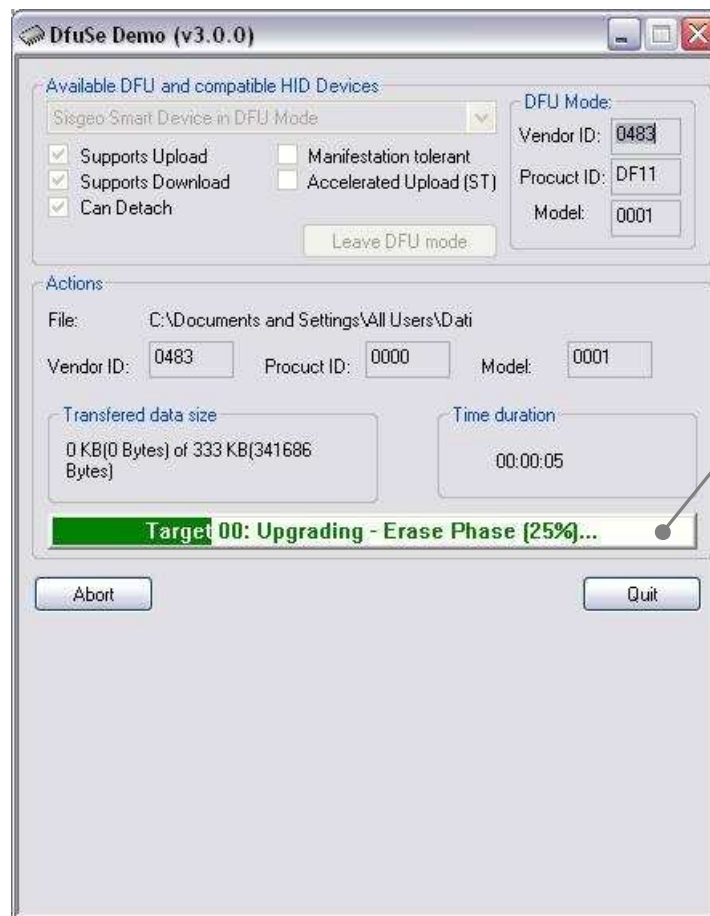 DfuSe Demo (v3.0.0)
Available DFU and compatible HID Devices
Sisgeo Smart Device in DFU Mode
Supports Upload
Manifestation tolerant
Supports Download
Accelerated Upload (ST)
Can Detach
Leave DFU mode
DFU Mode:
Vendor ID: 0483
Procuct ID: DF11
Model: 0001
Actions
File: C:\Documents and Settings\All Users\Dati
Vendor ID: 0483 Procuct ID: 0000 Model: 0001
Transfered data size
0 KB(0 Bytes) of 333 KB(341686
Bytes)
Time duration
00:00:05
Target 00: Upgrading - Erase Phase (25%)...
Abort
Quit